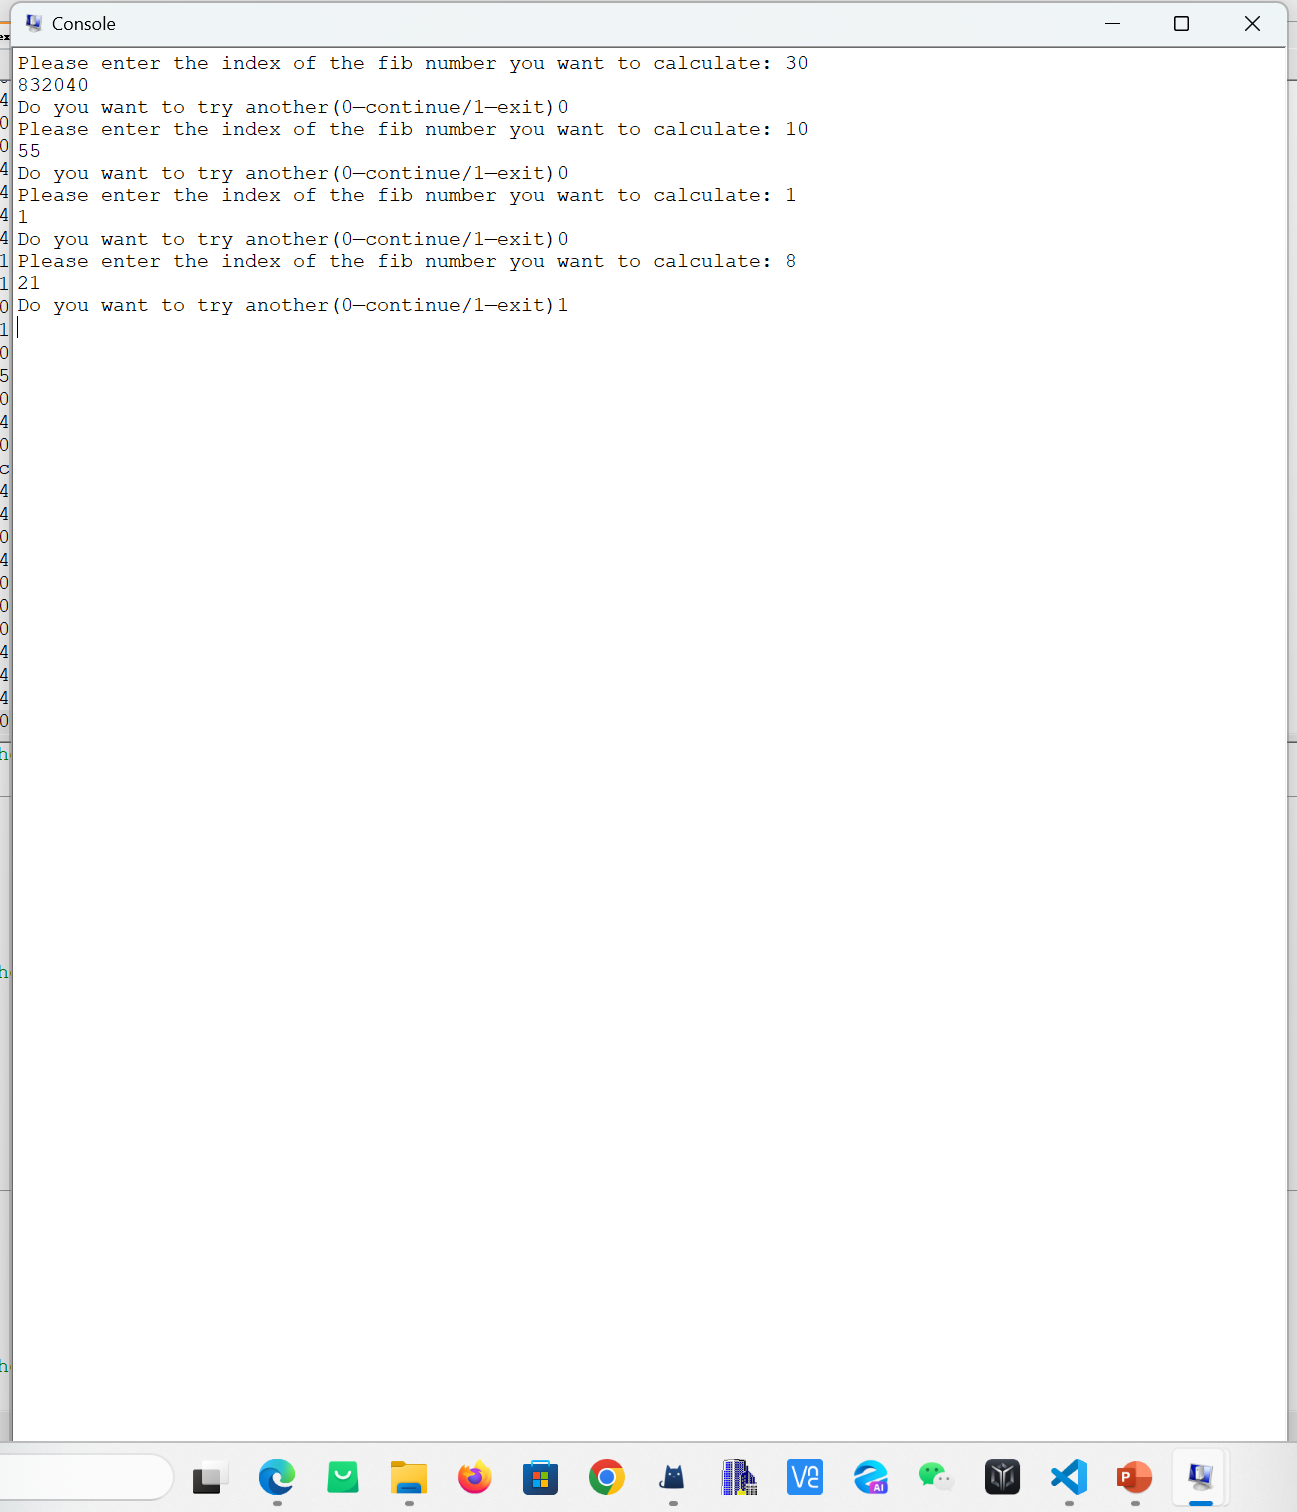 Console
Please enter the index of the fib number you want to calculate: 30
832040
Do you want to try another(0—continue/1—exit)0
Please enter the index of the fib number you want to calculate: 10
55
Do you want to try another(0—continue/1—exit)0
Please enter the index of the fib number you want to calculate: 1
1
Do you want to try another(0—continue/1—exit)0
Please enter the index of the fib number you want to calculate: 8
21
Do you want to try another(0—continue/1—exit)1